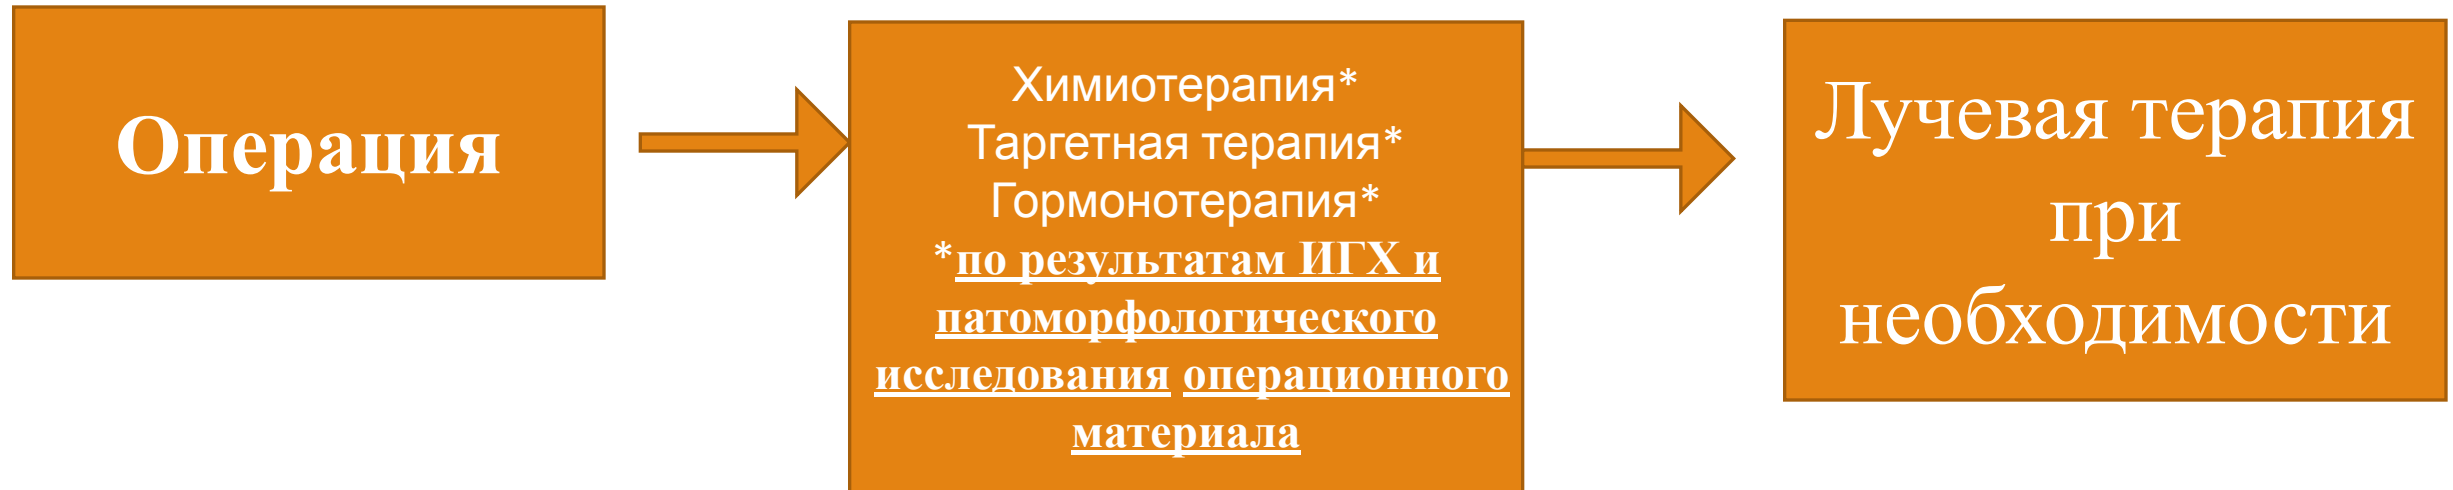 Операция
Химиотерапия*
Таргетная терапия*
Гормонотерапия*
*по результатам ИГХ и
патоморфологического
исследования операционного
материала
Лучевая терапия
при
необходимости